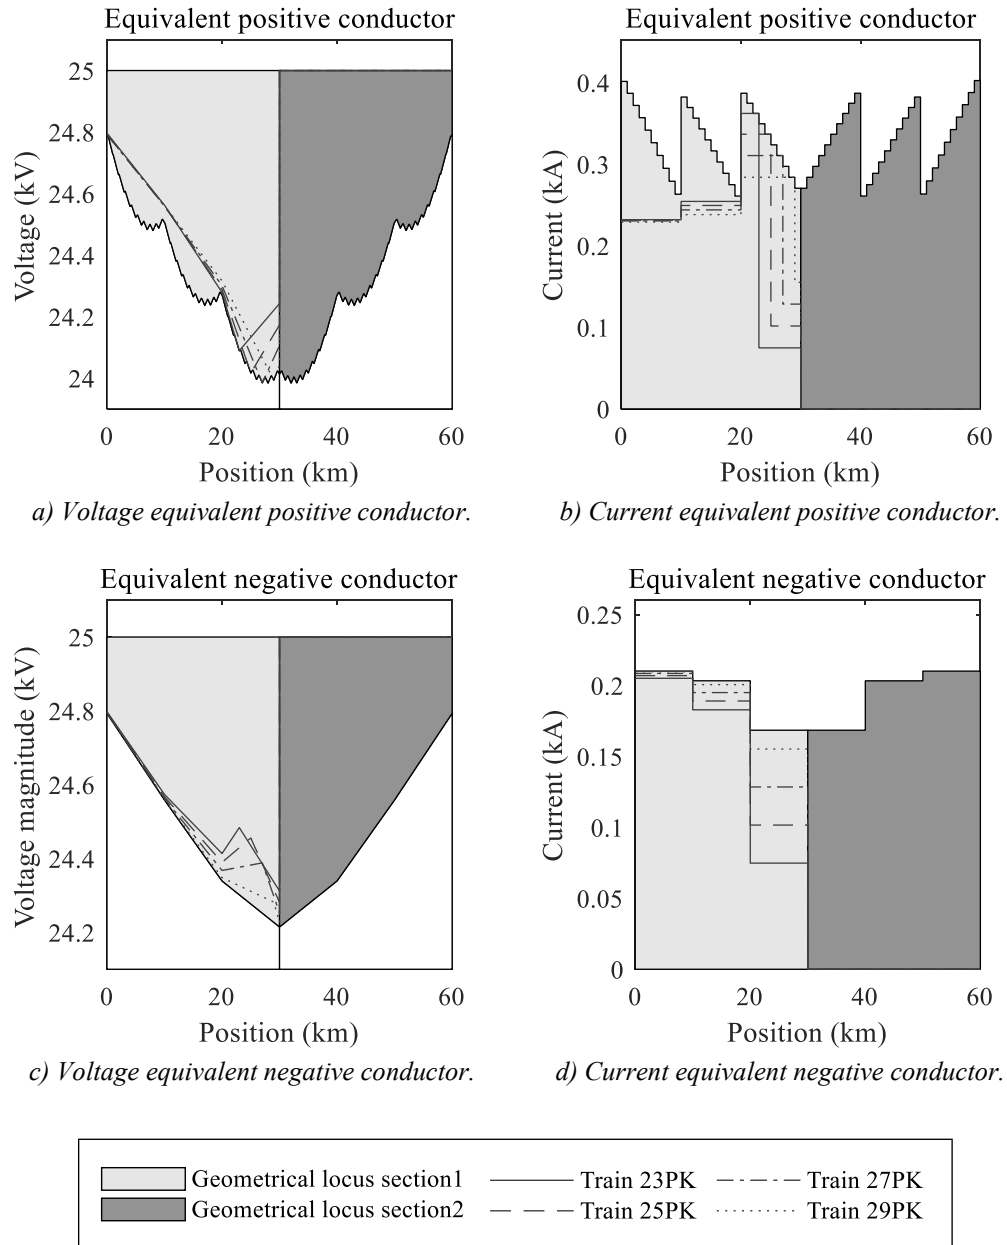 Equivalent positive conductor
25
24.8
24.6
24.4
24.2
24
Voltage (kV)
0
20
40
60
Position (km)
a) Voltage equivalent positive conductor.
Equivalent positive conductor
0.4
0.3
0.2
0.1
0
Current (kA)
0
20
40
60
Position (km)
b) Current equivalent positive conductor.
Equivalent negative conductor
25
24.8
24.6
24.4
24.2
Voltage magnitude (kV)
0
20
40
60
Position (km)
c) Voltage equivalent negative conductor.
Equivalent negative conductor
0.25
0.2
0.15
0.1
0.05
0
Current (kA)
0
20
40
60
Position (km)
d) Current equivalent negative conductor.
Geometrical locus section1
Geometrical locus section2
Train 23PK
Train 25PK
Train 27PK
Train 29PK